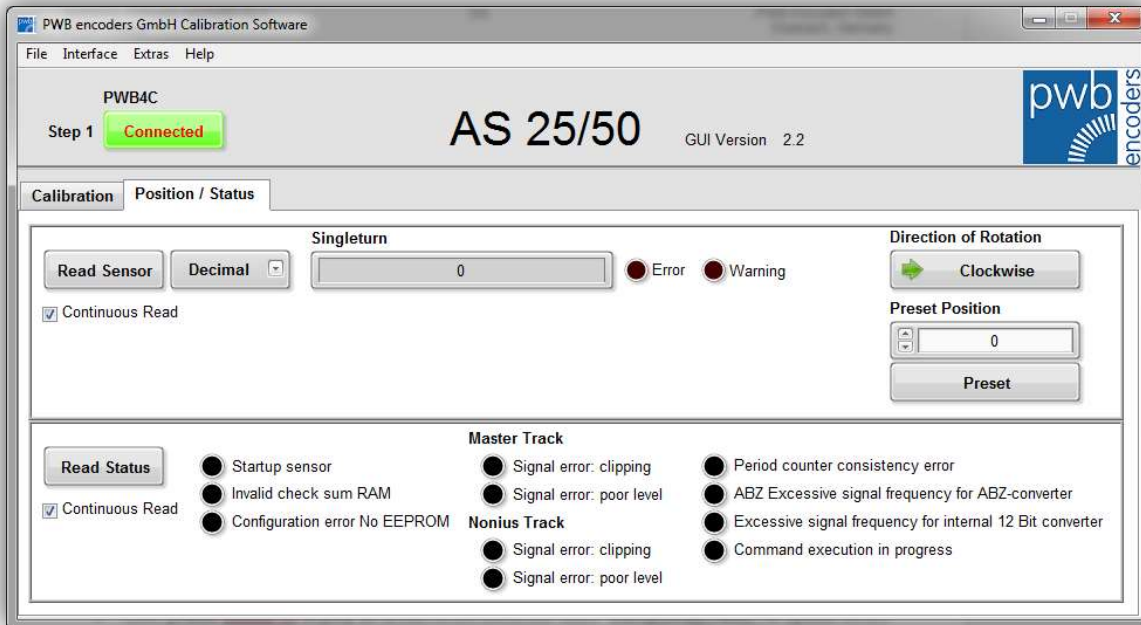 PWB encoders GmbH Calibration Software
File Interface Extras Help
PWB4C
Step 1 Connected
AS 25/50
GUI Version 2.2
pwb
encoders
Calibration
Position / Status
Singleturn
Direction of Rotation
Read Sensor
Decimal
0
Error
Warning
Clockwise
Continuous Read
Preset Position
0
Preset
Read Status
Continuous Read
Startup sensor
Invalid check sum RAM
Configuration error No EEPROM
Master Track
Signal error: clipping
Signal error: poor level
Nonius Track
Signal error: clipping
Signal error: poor level
Period counter consistency error
ABZ Excessive signal frequency for ABZ-converter
Excessive signal frequency for internal 12 Bit converter
Command execution in progress